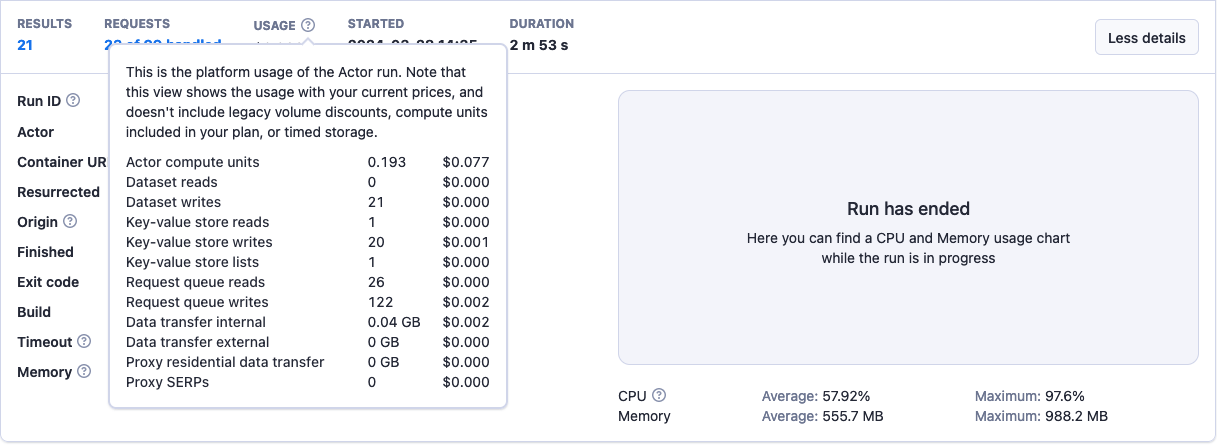 RESULTS REQUESTS USAGE STARTED DURATION
21 2 m 53 s
Less details
This is the platform usage of the Actor run. Note that
this view shows the usage with your current prices, and
doesn't include legacy volume discounts, compute units
included in your plan, or timed storage.
Run ID
Actor
Container UR
Resurrected
Origin
Finished
Exit code
Build
Timeout
Memory
Actor compute units 0.193 $0.077
Dataset reads 0 $0.000
Dataset writes 21 $0.000
Key-value store reads 1 $0.000
Key-value store writes 20 $0.001
Key-value store lists 1 $0.000
Request queue reads 26 $0.000
Request queue writes 122 $0.002
Data transfer internal 0.04 GB $0.002
Data transfer external 0 GB $0.000
Proxy residential data transfer 0 GB $0.000
Proxy SERPs 0 $0.000
Run has ended
Here you can find a CPU and Memory usage chart
while the run is in progress
CPU Average: 57.92% Maximum: 97.6%
Memory Average: 555.7 MB Maximum: 988.2 MB